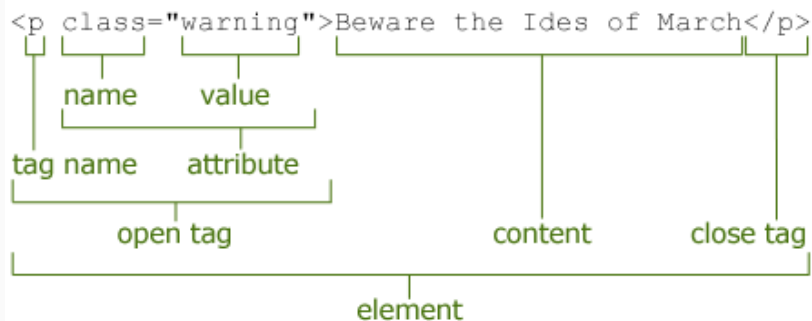 <p class="warning">Beware the Ides of March</p>
name value
tag name attribute
open tag content close tag
element